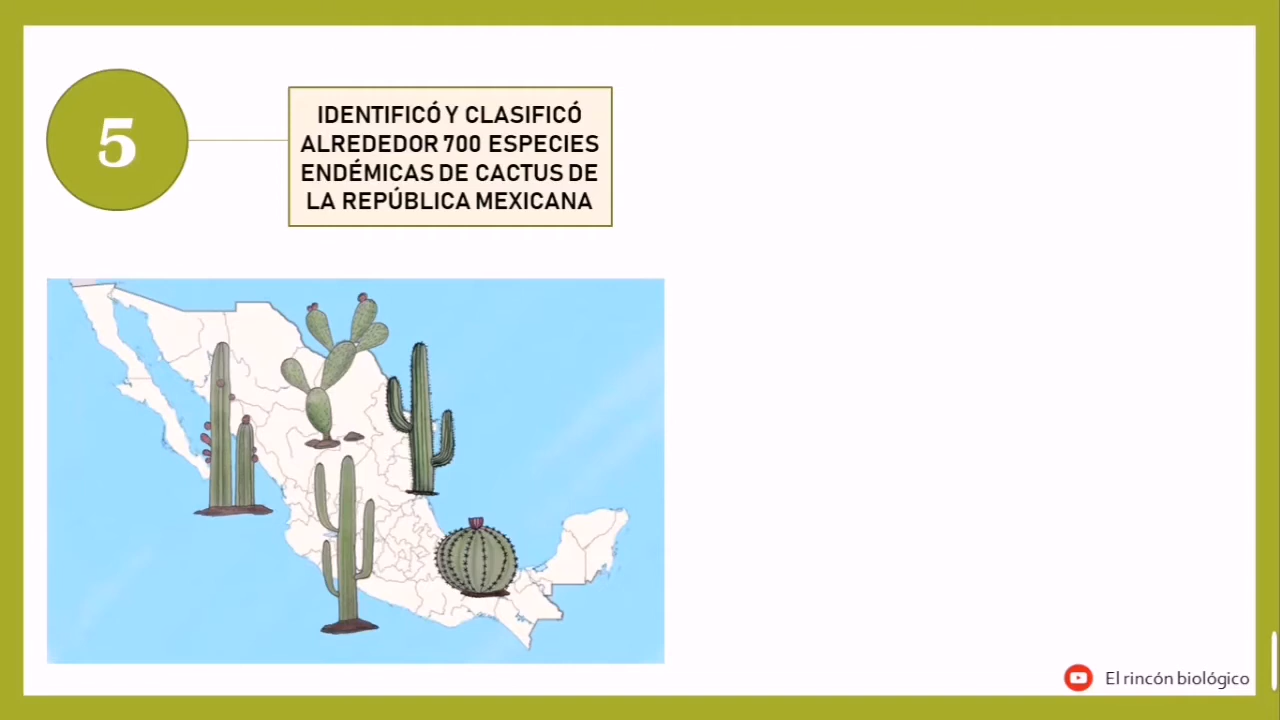 5
IDENTIFICÓ Y CLASIFICÓ
ALREDEDOR 700 ESPECIES
ENDÉMICAS DE CACTUS DE
LA REPÚBLICA MEXICANA
El rincón biológico